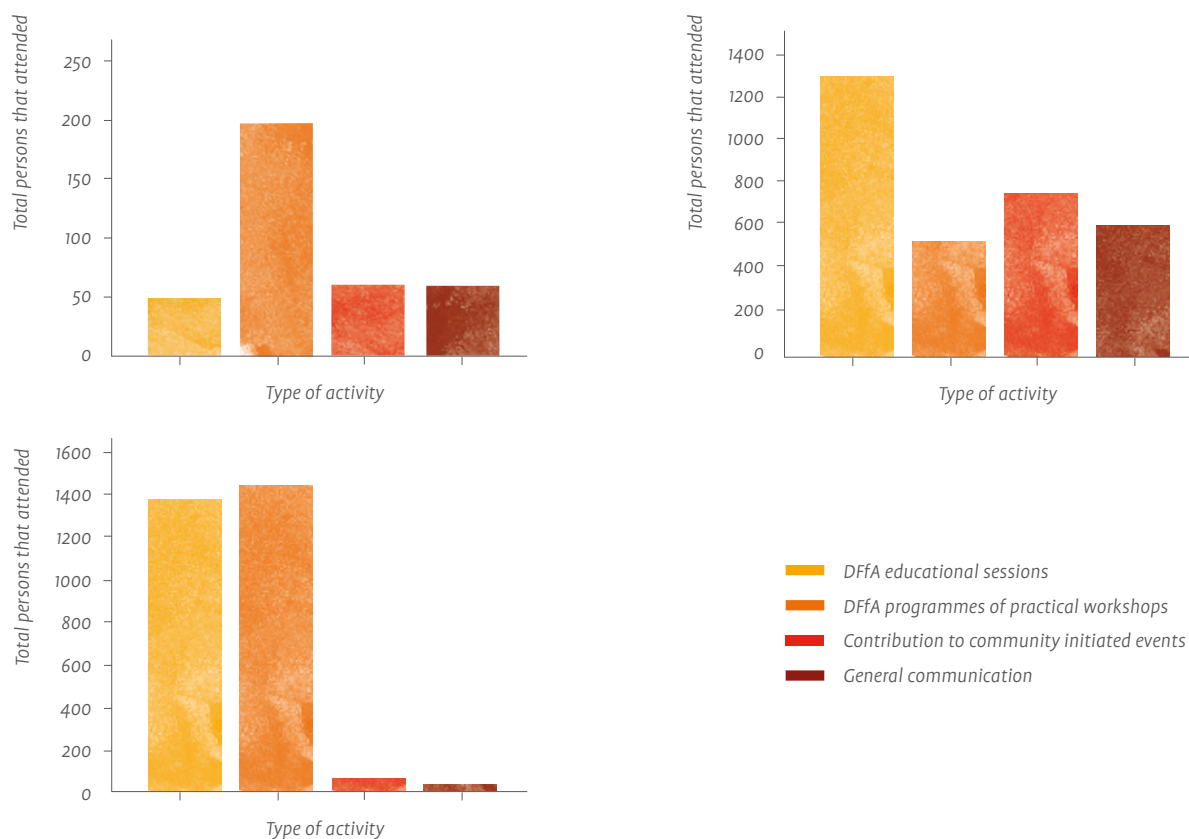 Total persons that attended
250
200
150
100
50
0
Type of activity
Total persons that attended
1400
1200
1000
800
600
400
200
0
Type of activity
Total persons that attended
1600
1400
1200
1000
800
600
400
200
0
Type of activity
DFfA educational sessions
DFfA programmes of practical workshops
Contribution to community initiated events
General communication